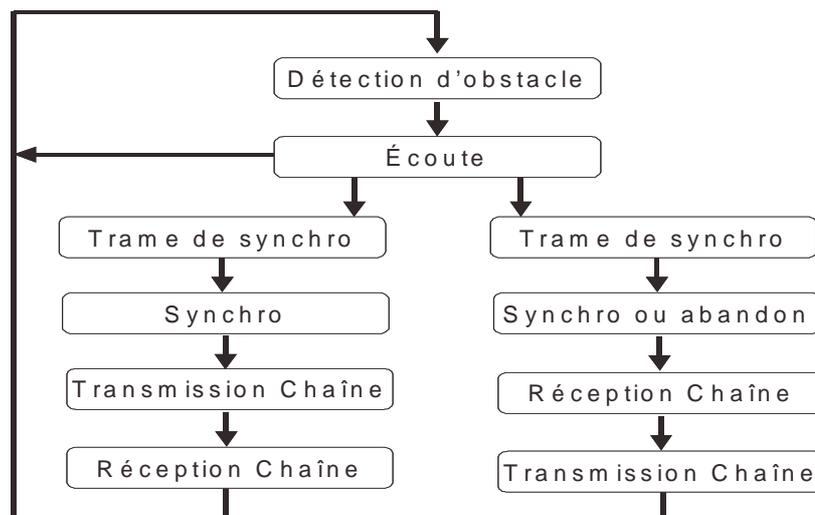 Détection d'obstacle
Écoute
Trame de synchro
Trame de synchro
Synchro
Synchro ou abandon
Transmission Chaîne
Réception Chaîne
Réception Chaîne
Transmission Chaîne